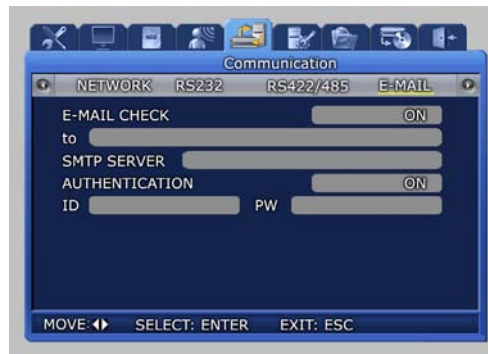 Communication
NETWORK RS232 RS422/485 E-MAIL
E-MAIL CHECK ON
to
SMTP SERVER
AUTHENTICATION ON
ID PW
MOVE: SELECT: ENTER EXIT: ESC